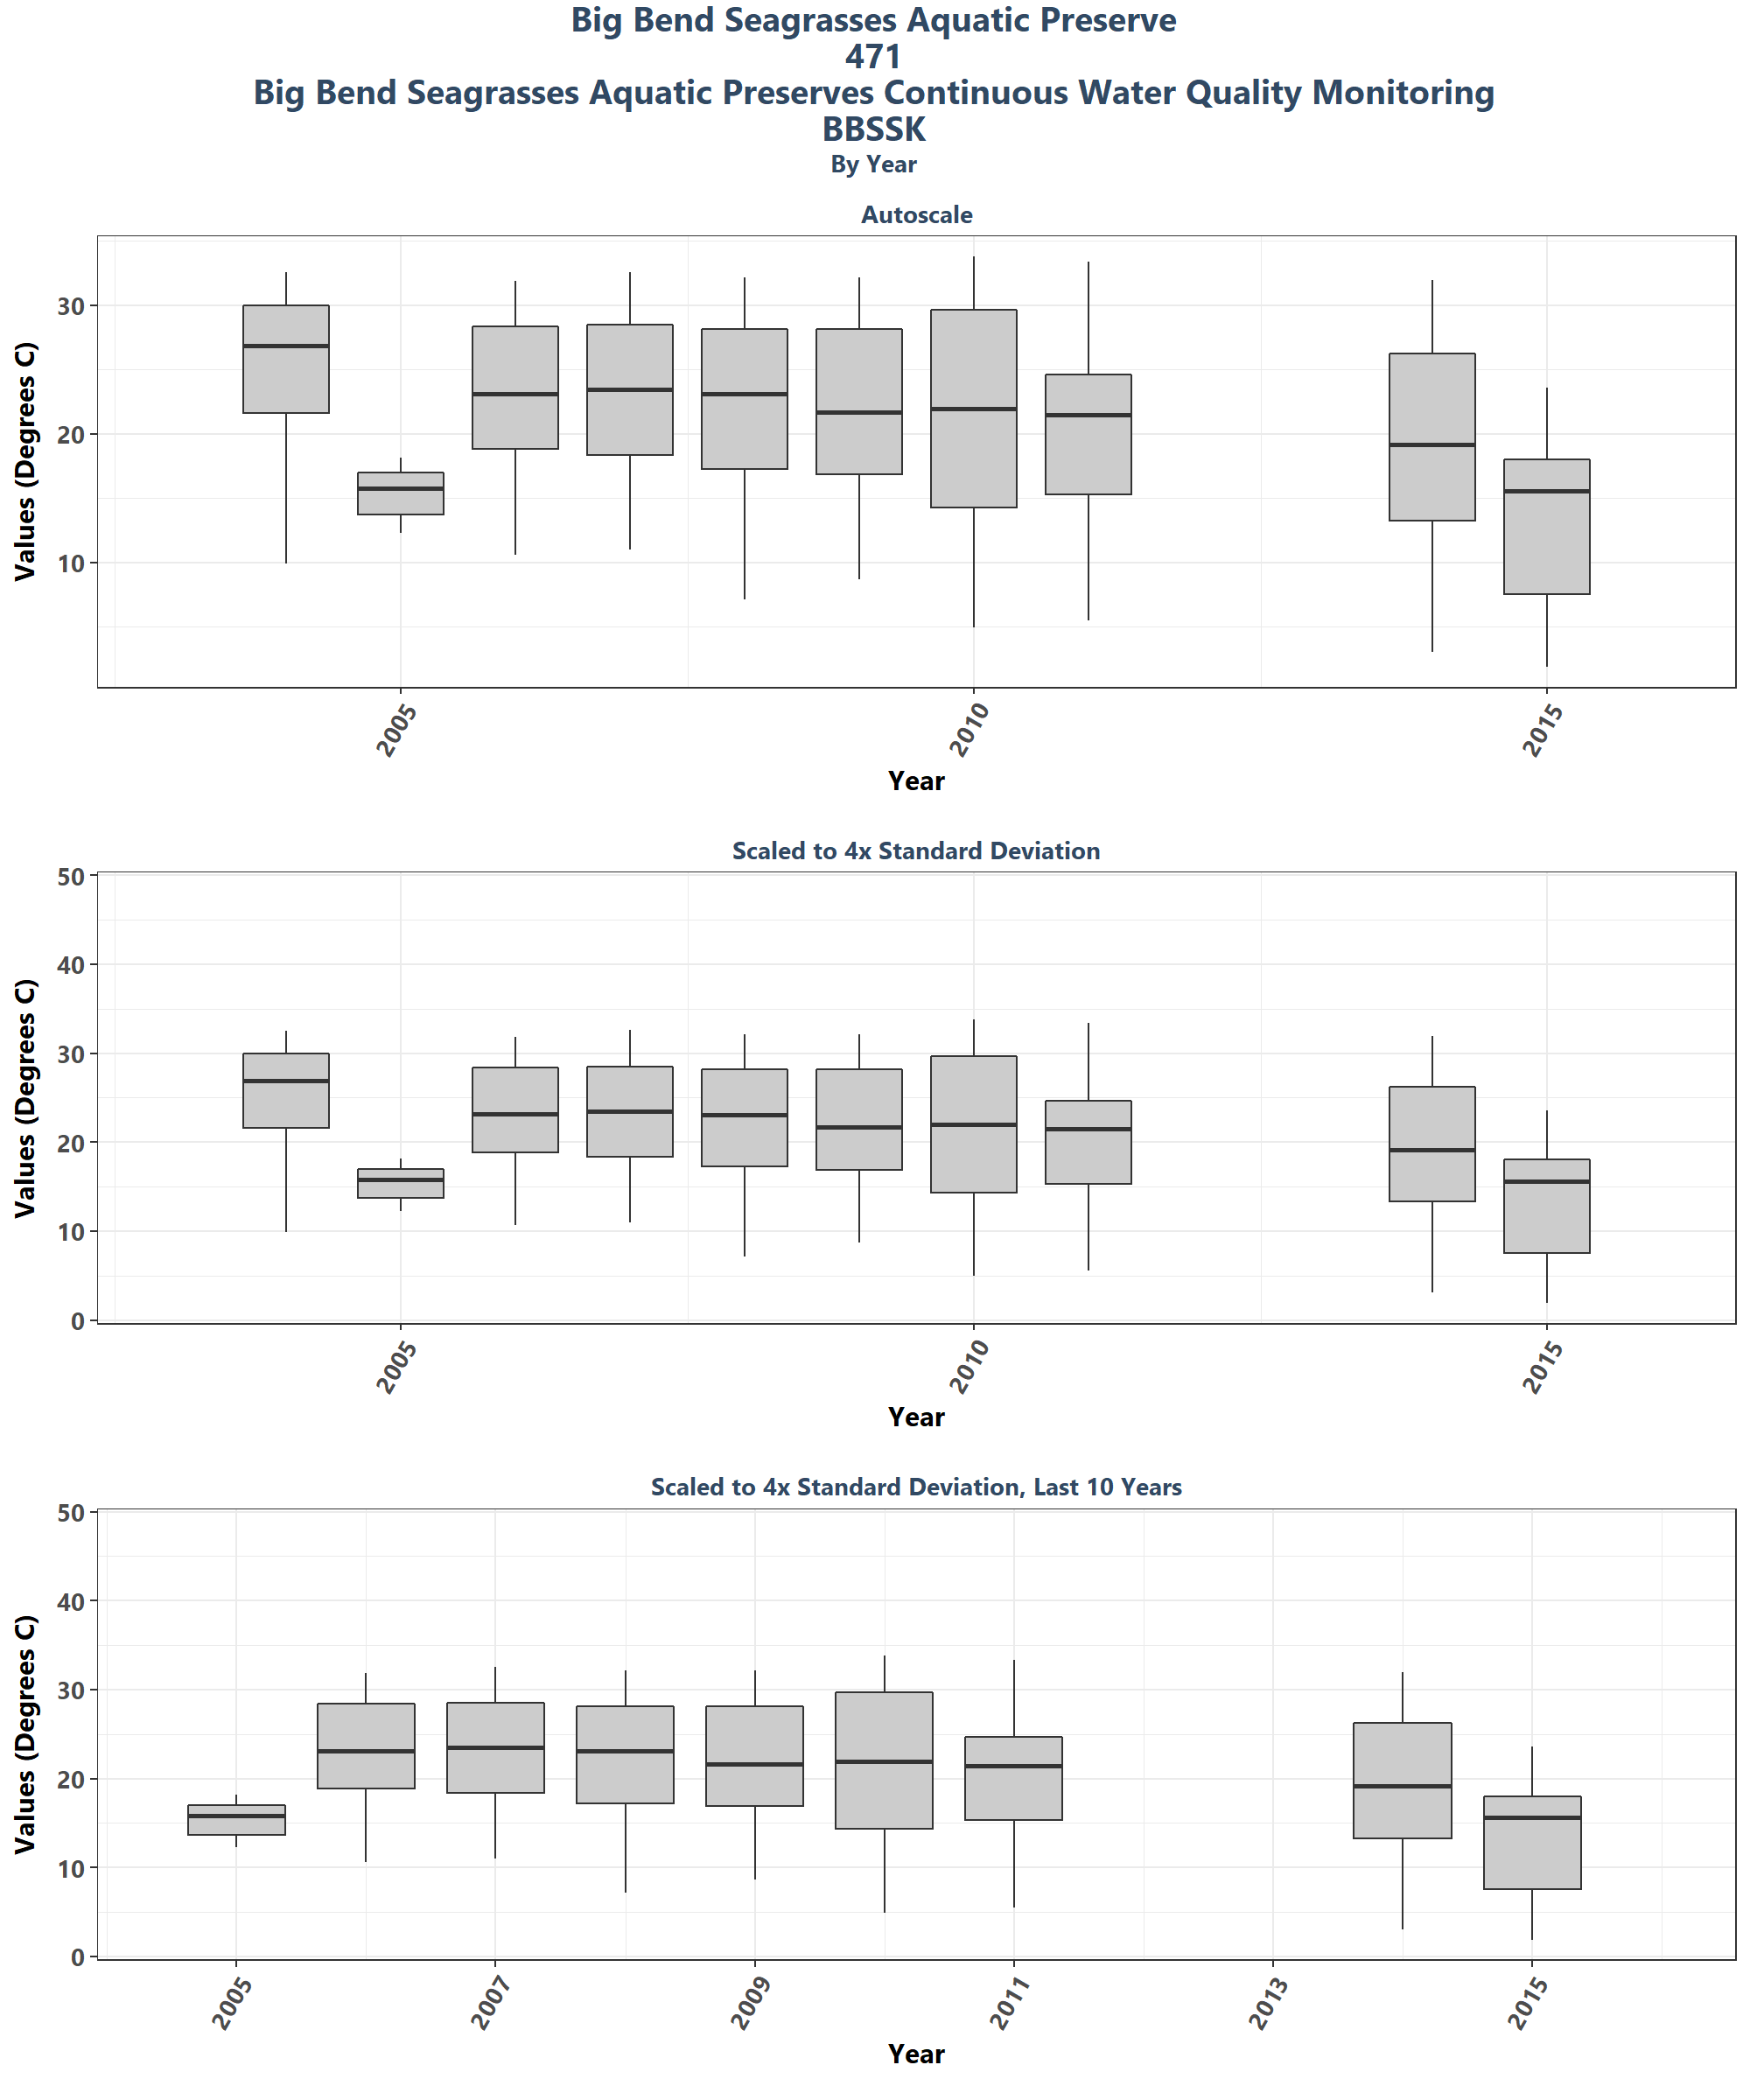 Big Bend Seagrasses Aquatic Preserve
471
Big Bend Seagrasses Aquatic Preserves Continuous Water Quality Monitoring
BBSSK
By Year
Autoscale
Values (Degrees C)
30
20
10
2005
2010
2015
Year
Scaled to 4x Standard Deviation
Values (Degrees C)
50
40
30
20
10
0
2005
2010
2015
Year
Scaled to 4x Standard Deviation, Last 10 Years
Values (Degrees C)
50
40
30
20
10
0
2005
2007
2009
2011
2013
2015
Year